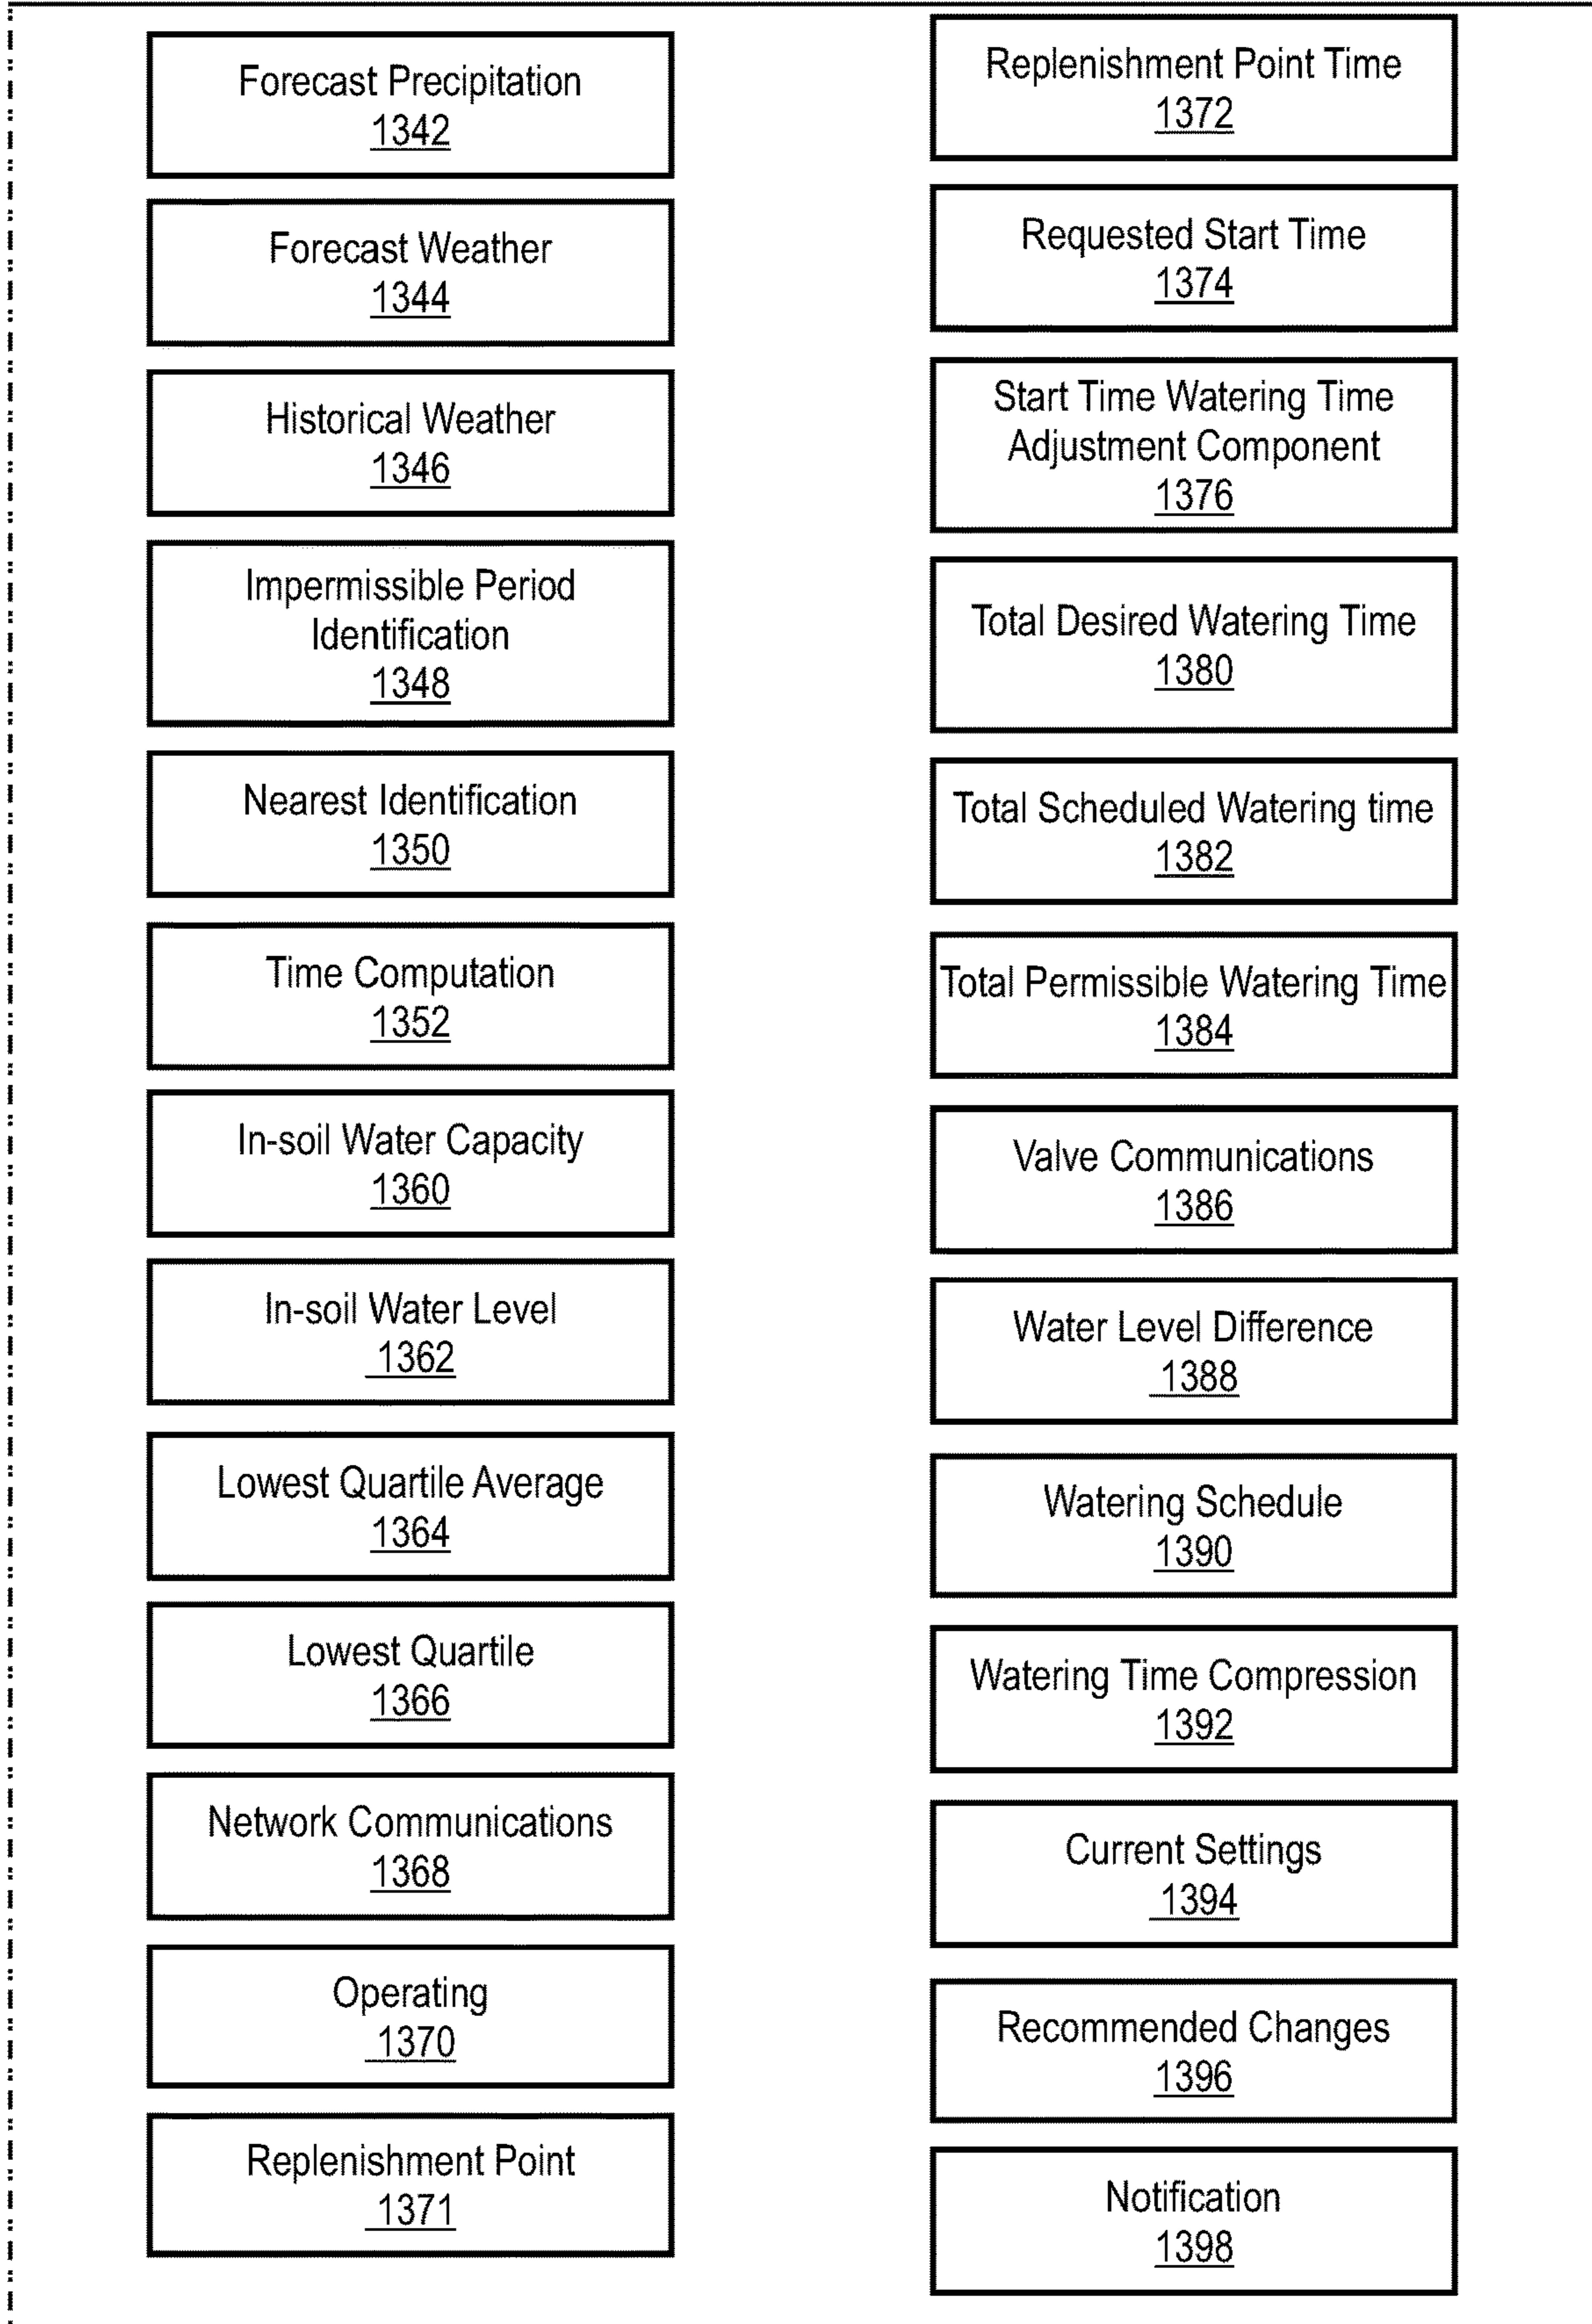 Forecast Precipitation
1342
Forecast Weather
1344
Historical Weather
1346
Impermissible Period
Identification
1348
Nearest Identification
1350
Time Computation
1352
In-soil Water Capacity
1360
In-soil Water Level
1362
Lowest Quartile Average
1364
Lowest Quartile
1366
Network Communications
1368
Operating
1370
Replenishment Point
1371
Replenishment Point Time
1372
Requested Start Time
1374
Start Time Watering Time
Adjustment Component
1376
Total Desired Watering Time
1380
Total Scheduled Watering time
1382
Total Permissible Watering Time
1384
Valve Communications
1386
Water Level Difference
1388
Watering Schedule
1390
Watering Time Compression
1392
Current Settings
1394
Recommended Changes
1396
Notification
1398